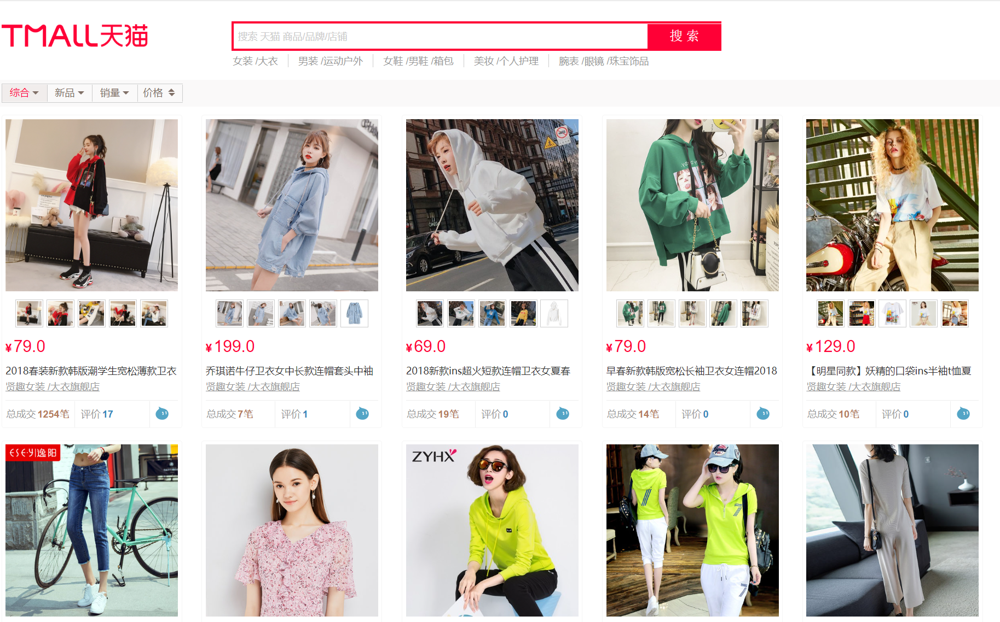 TMALL天猫
搜索 天猫 商品/品牌/店铺
搜 索
女装 /大衣 男装 /运动户外 女鞋 /男鞋 /箱包 美妆 /个人护理 腕表 /眼镜 /珠宝饰品
综合 新品 销量 价格
¥79.0
2018春装新款韩版潮学生宽松薄款卫衣
贤趣女装 /大衣旗舰店
总成交 1254笔 评价 17
¥199.0
乔琪诺牛仔卫衣女中长款连帽套头中袖
贤趣女装 /大衣旗舰店
总成交 7笔 评价 1
¥69.0
2018新款ins超火短款连帽卫衣女夏春
贤趣女装 /大衣旗舰店
总成交 19笔 评价 0
¥79.0
早春新款韩版宽松长袖卫衣女连帽2018
贤趣女装 /大衣旗舰店
总成交 14笔 评价 0
¥129.0
【明星同款】妖精的口袋ins半袖t恤夏
贤趣女装 /大衣旗舰店
总成交 10笔 评价 0
ESE·Y逸阳
ZYHX
7
7
7